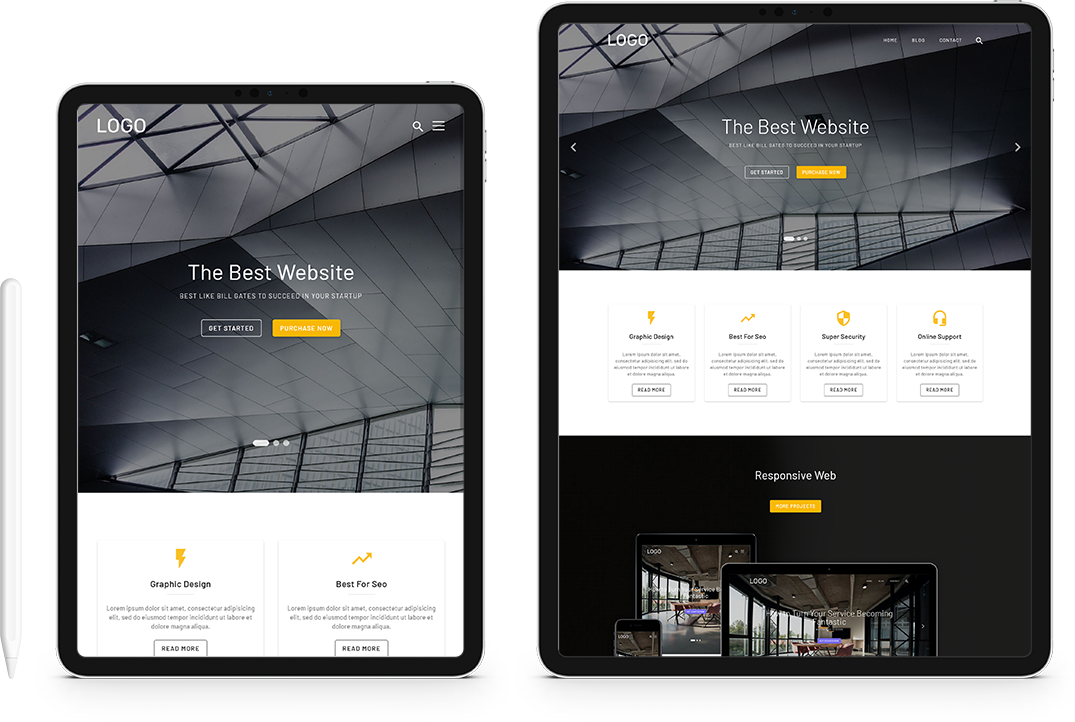 LOGO
The Best Website
BEST LIKE BILL GATES TO SUCCEED IN YOUR STARTUP
GET STARTED
PURCHASE NOW
Graphic Design
Lorem ipsum dolor sit amet, consectetur adipisicing
elit, sed do eiusmod tempor incididunt ut labore et dolore
magna aliqua.
READ MORE
Best For Seo
Lorem ipsum dolor sit amet, consectetur adipisicing
elit, sed do eiusmod tempor incididunt ut labore et dolore
magna aliqua.
READ MORE
LOGO
HOME BLOG CONTACT
The Best Website
BEST LIKE BILL GATES TO SUCCEED IN YOUR STARTUP
GET STARTED
PURCHASE NOW
Graphic Design
Lorem ipsum dolor sit amet,
consectetur adipisicing elit, sed do
eiusmod tempor incididunt ut labore
et dolore magna aliqua.
READ MORE
Best For Seo
Lorem ipsum dolor sit amet,
consectetur adipisicing elit, sed do
eiusmod tempor incididunt ut labore
et dolore magna aliqua.
READ MORE
Super Security
Lorem ipsum dolor sit amet,
consectetur adipisicing elit, sed do
eiusmod tempor incididunt ut labore
et dolore magna aliqua.
READ MORE
Online Support
Lorem ipsum dolor sit amet,
consectetur adipisicing elit, sed do
eiusmod tempor incididunt ut labore
et dolore magna aliqua.
READ MORE
Responsive Web
MORE PROJECTS
LOGO
How to Turn Your Service B
Fantastic
LOGO
LOGO
How to Turn Your Service Becoming
Fantastic